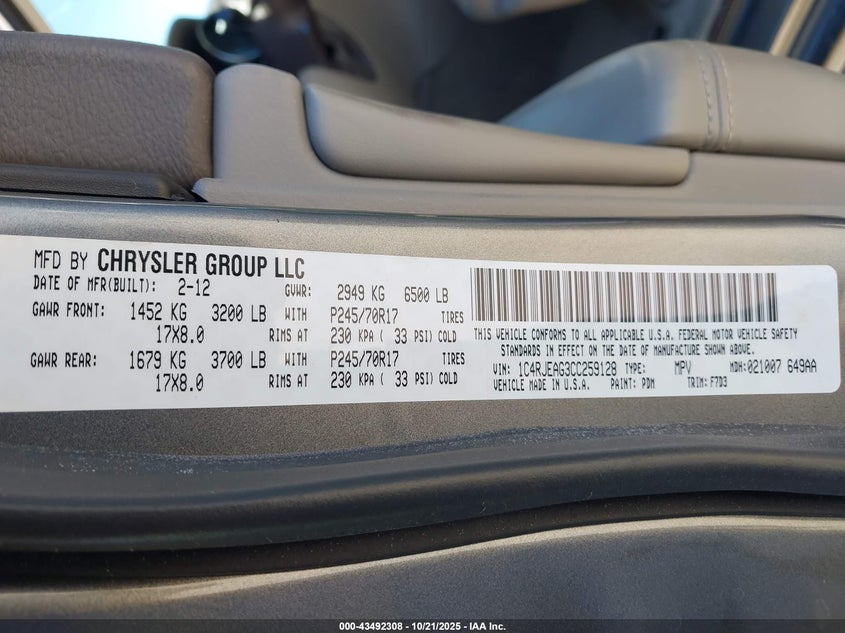 MFD BY CHRYSLER GROUP LLC
DATE OF MFR(BUILT): 2-12 GVWR: 2949 KG 6500 LB
GAWR FRONT: 1452 KG 3200 LB WITH P245/70R17 TIRES
17X8.0 RIMS AT 230 KPA ( 33 PSI) COLD
GAWR REAR: 1679 KG 3700 LB WITH P245/70R17 TIRES
17X8.0 RIMS AT 230 KPA ( 33 PSI) COLD
THIS VEHICLE CONFORMS TO ALL APPLICABLE U.S.A. FEDERAL MOTOR VEHICLE SAFETY
STANDARDS IN EFFECT ON THE DATE OF MANUFACTURE SHOWN ABOVE.
VIN: 1C4RJEAG3CC259128 TYPE: MPV MDH:021007 649AA
VEHICLE MADE IN U.S.A. PAINT: PDM TRIM: F7D3
000-43492308 - 10/21/2025 - IAA Inc.